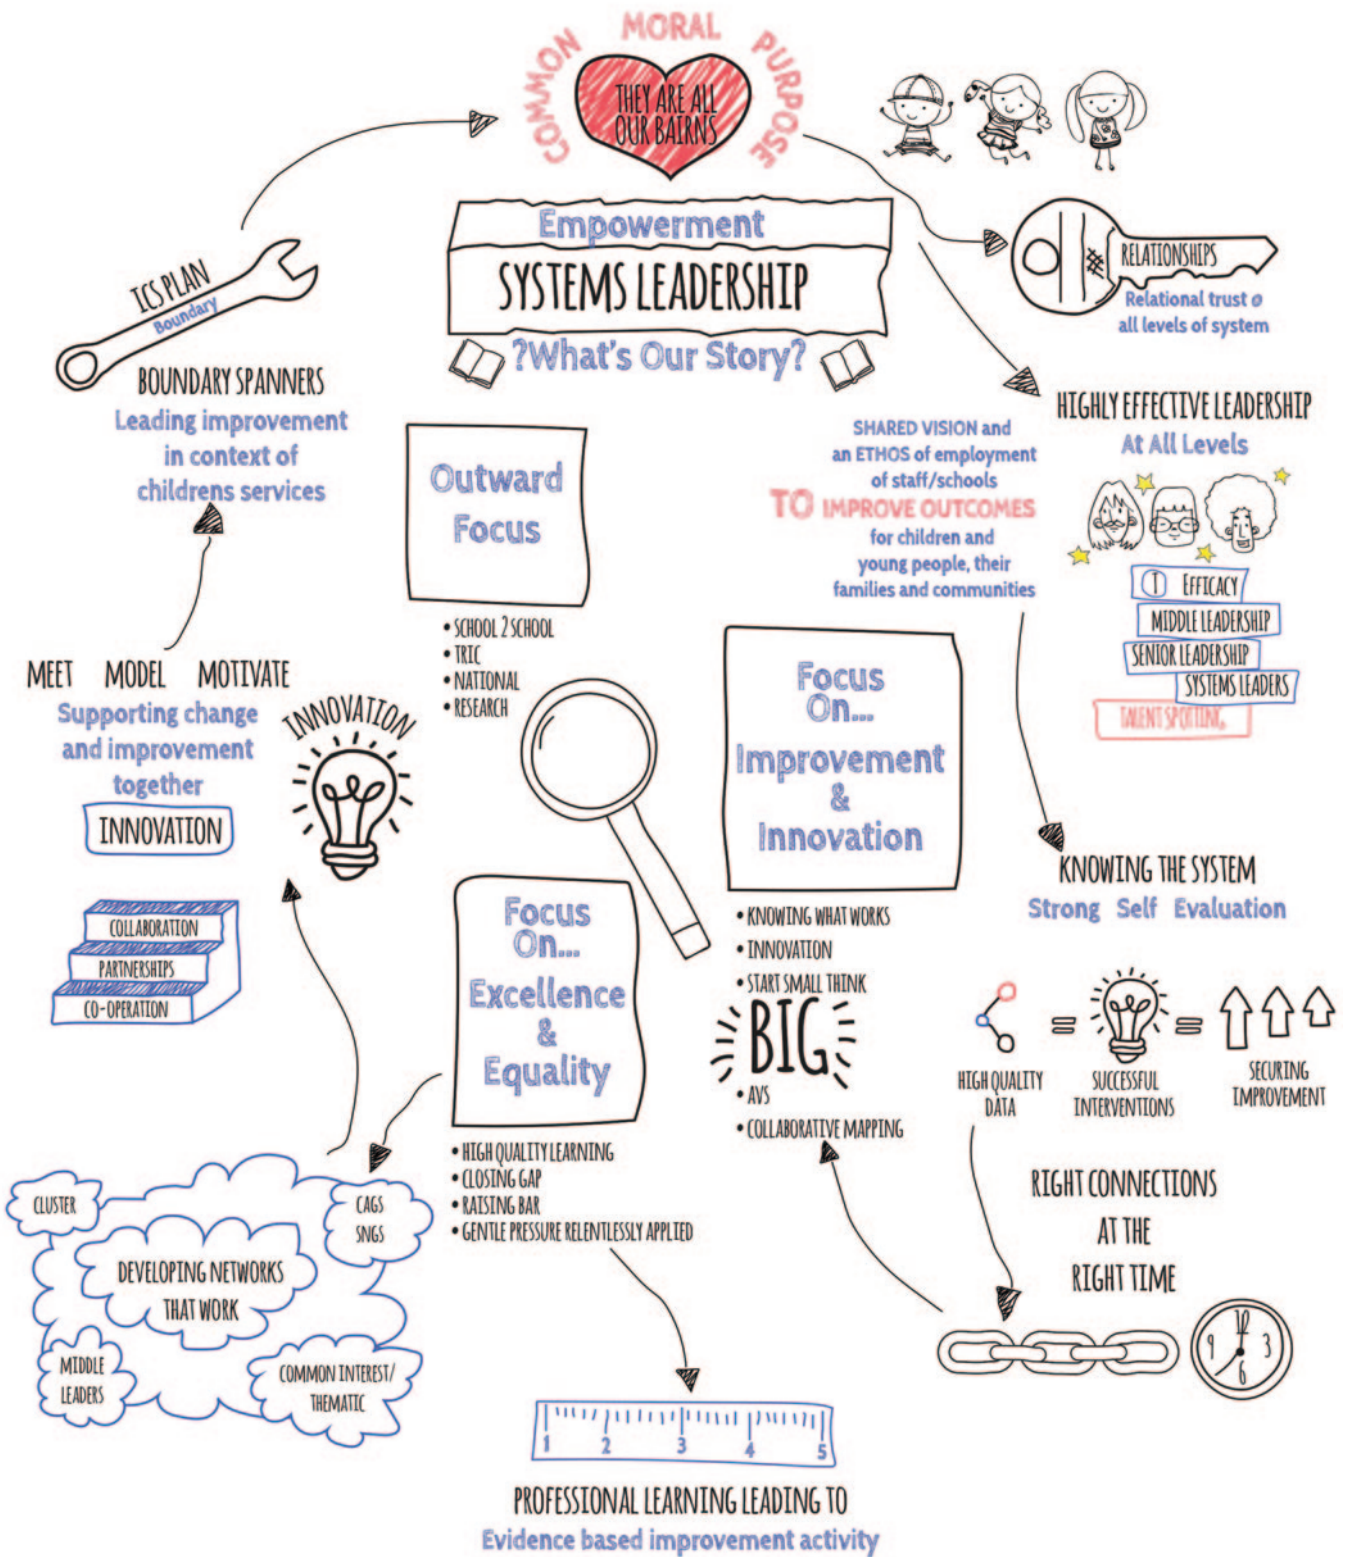 COMMON MORAL PURPOSE
THEY ARE ALL
OUR BAIRNS
Empowerment
SYSTEMS LEADERSHIP
?What's Our Story?
RELATIONSHIPS
Relational trust @
all levels of system
HIGHLY EFFECTIVE LEADERSHIP
At All Levels
SHARED VISION and
an ETHOS of employment
of staff/schools
TO IMPROVE OUTCOMES
for children and
young people, their
families and communities
I EFFICACY
MIDDLE LEADERSHIP
SENIOR LEADERSHIP
SYSTEMS LEADERS
TALENT SPOTTING
KNOWING THE SYSTEM
Strong Self Evaluation
HIGH QUALITY
DATA
=
SUCCESSFUL
INTERVENTIONS
=
SECURING
IMPROVEMENT
RIGHT CONNECTIONS
AT THE
RIGHT TIME
12
9 3
6
Focus
On...
Improvement
&
Innovation
• KNOWING WHAT WORKS
• INNOVATION
• START SMALL THINK
BIG
• AVS
• COLLABORATIVE MAPPING
Outward
Focus
• SCHOOL 2 SCHOOL
• TRIC
• NATIONAL
• RESEARCH
Focus
On...
Excellence
&
Equality
• HIGH QUALITY LEARNING
• CLOSING GAP
• RAISING BAR
• GENTLE PRESSURE RELENTLESSLY APPLIED
1 2 3 4 5
PROFESSIONAL LEARNING LEADING TO
Evidence based improvement activity
CLUSTER
CAGS
SNGS
DEVELOPING NETWORKS
THAT WORK
MIDDLE
LEADERS
COMMON INTEREST/
THEMATIC
MEET MODEL MOTIVATE
Supporting change
and improvement
together
INNOVATION
INNOVATION
COLLABORATION
PARTNERSHIPS
CO-OPERATION
ICS PLAN
Boundary
BOUNDARY SPANNERS
Leading improvement
in context of
childrens services